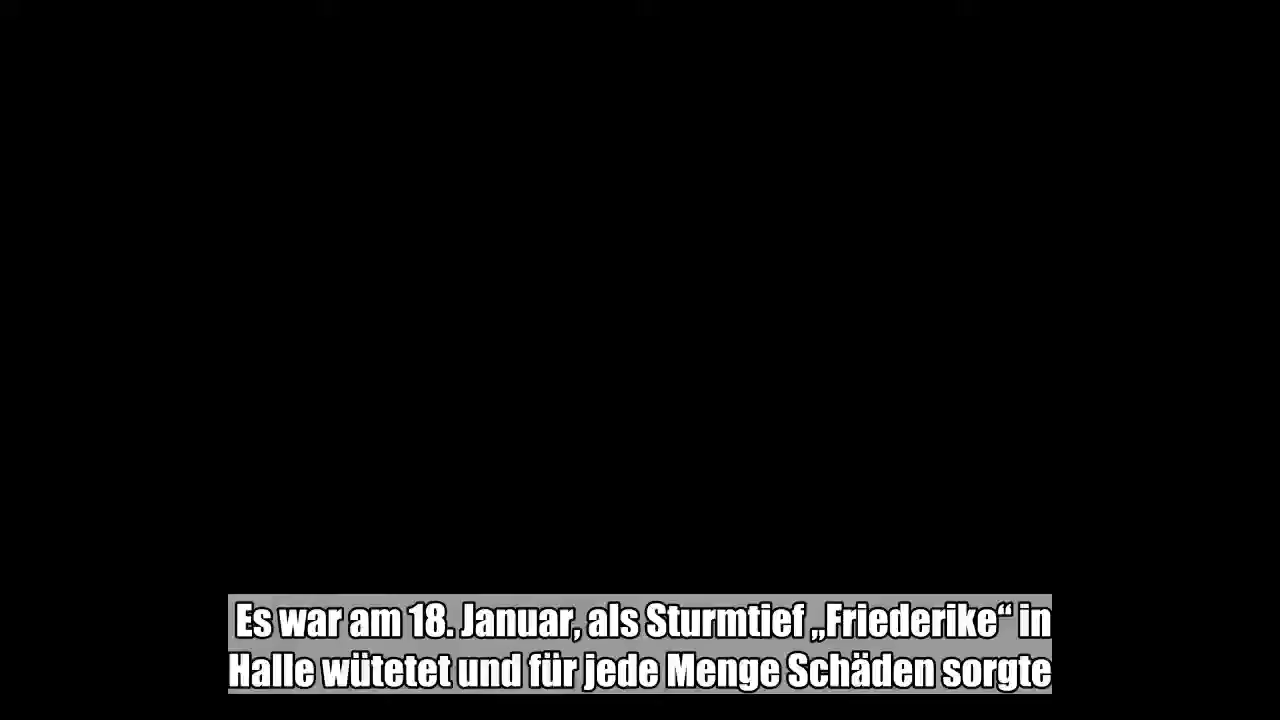 Es war am 18. Januar, als Sturmtief „Friederike“ in
Halle wütetet und für jede Menge Schäden sorgte